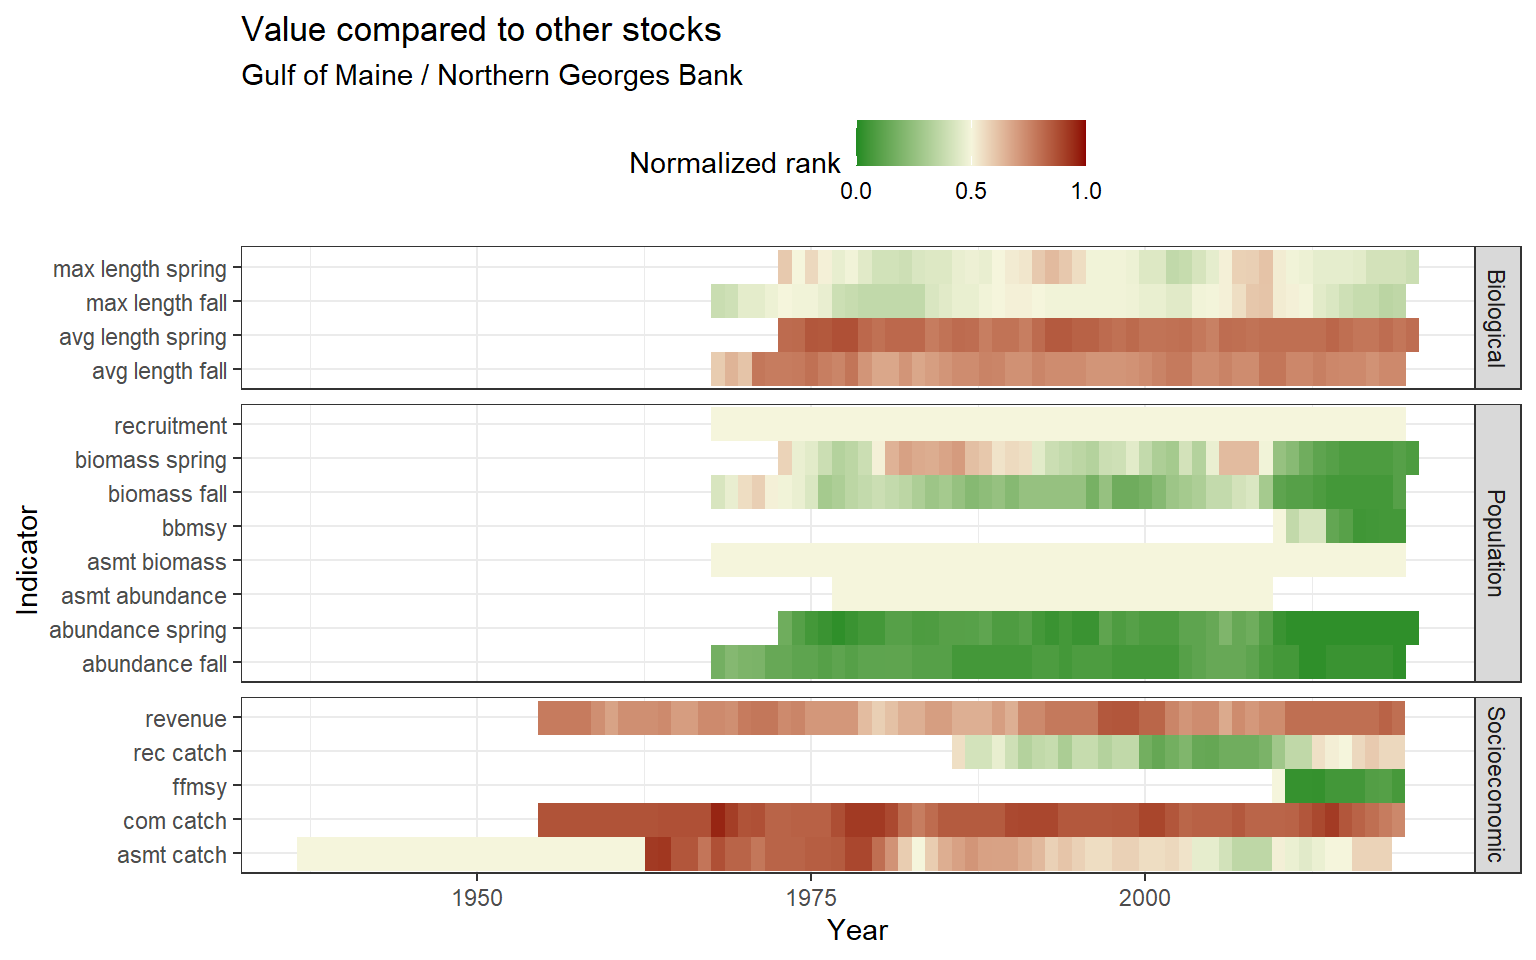 Value compared to other stocks
Gulf of Maine / Northern Georges Bank
Normalized rank
0.0 0.5 1.0
max length spring
max length fall
avg length spring
avg length fall
Biological
recruitment
biomass spring
biomass fall
bbmsy
asmt biomass
asmt abundance
abundance spring
abundance fall
Population
revenue
rec catch
ffmsy
com catch
asmt catch
Socioeconomic
Indicator
1950 1975 2000
Year